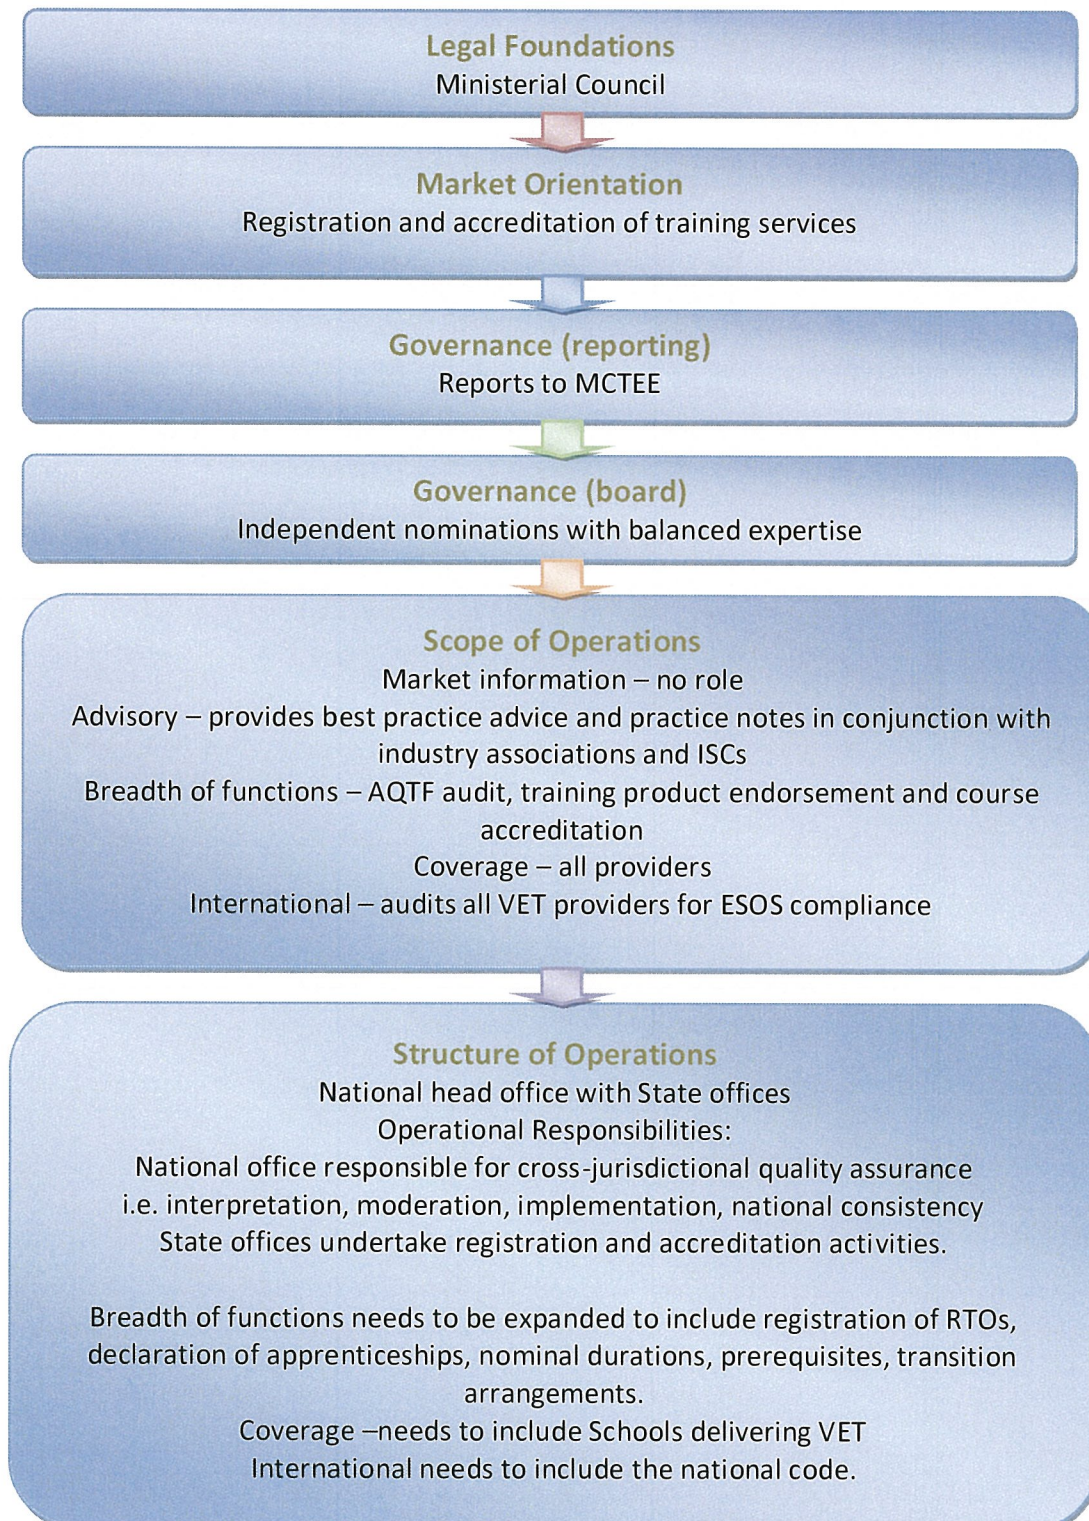 Legal Foundations
Ministerial Council
Market Orientation
Registration and accreditation of training services
Governance (reporting)
Reports to MCTEE
Governance (board)
Independent nominations with balanced expertise
Scope of Operations
Market information – no role
Advisory – provides best practice advice and practice notes in conjunction with
industry associations and ISCs
Breadth of functions – AQTF audit, training product endorsement and course
accreditation
Coverage – all providers
International – audits all VET providers for ESOS compliance
Structure of Operations
National head office with State offices
Operational Responsibilities:
National office responsible for cross-jurisdictional quality assurance
i.e. interpretation, moderation, implementation, national consistency
State offices undertake registration and accreditation activities.
Breadth of functions needs to be expanded to include registration of RTOs,
declaration of apprenticeships, nominal durations, prerequisites, transition
arrangements.
Coverage –needs to include Schools delivering VET
International needs to include the national code.